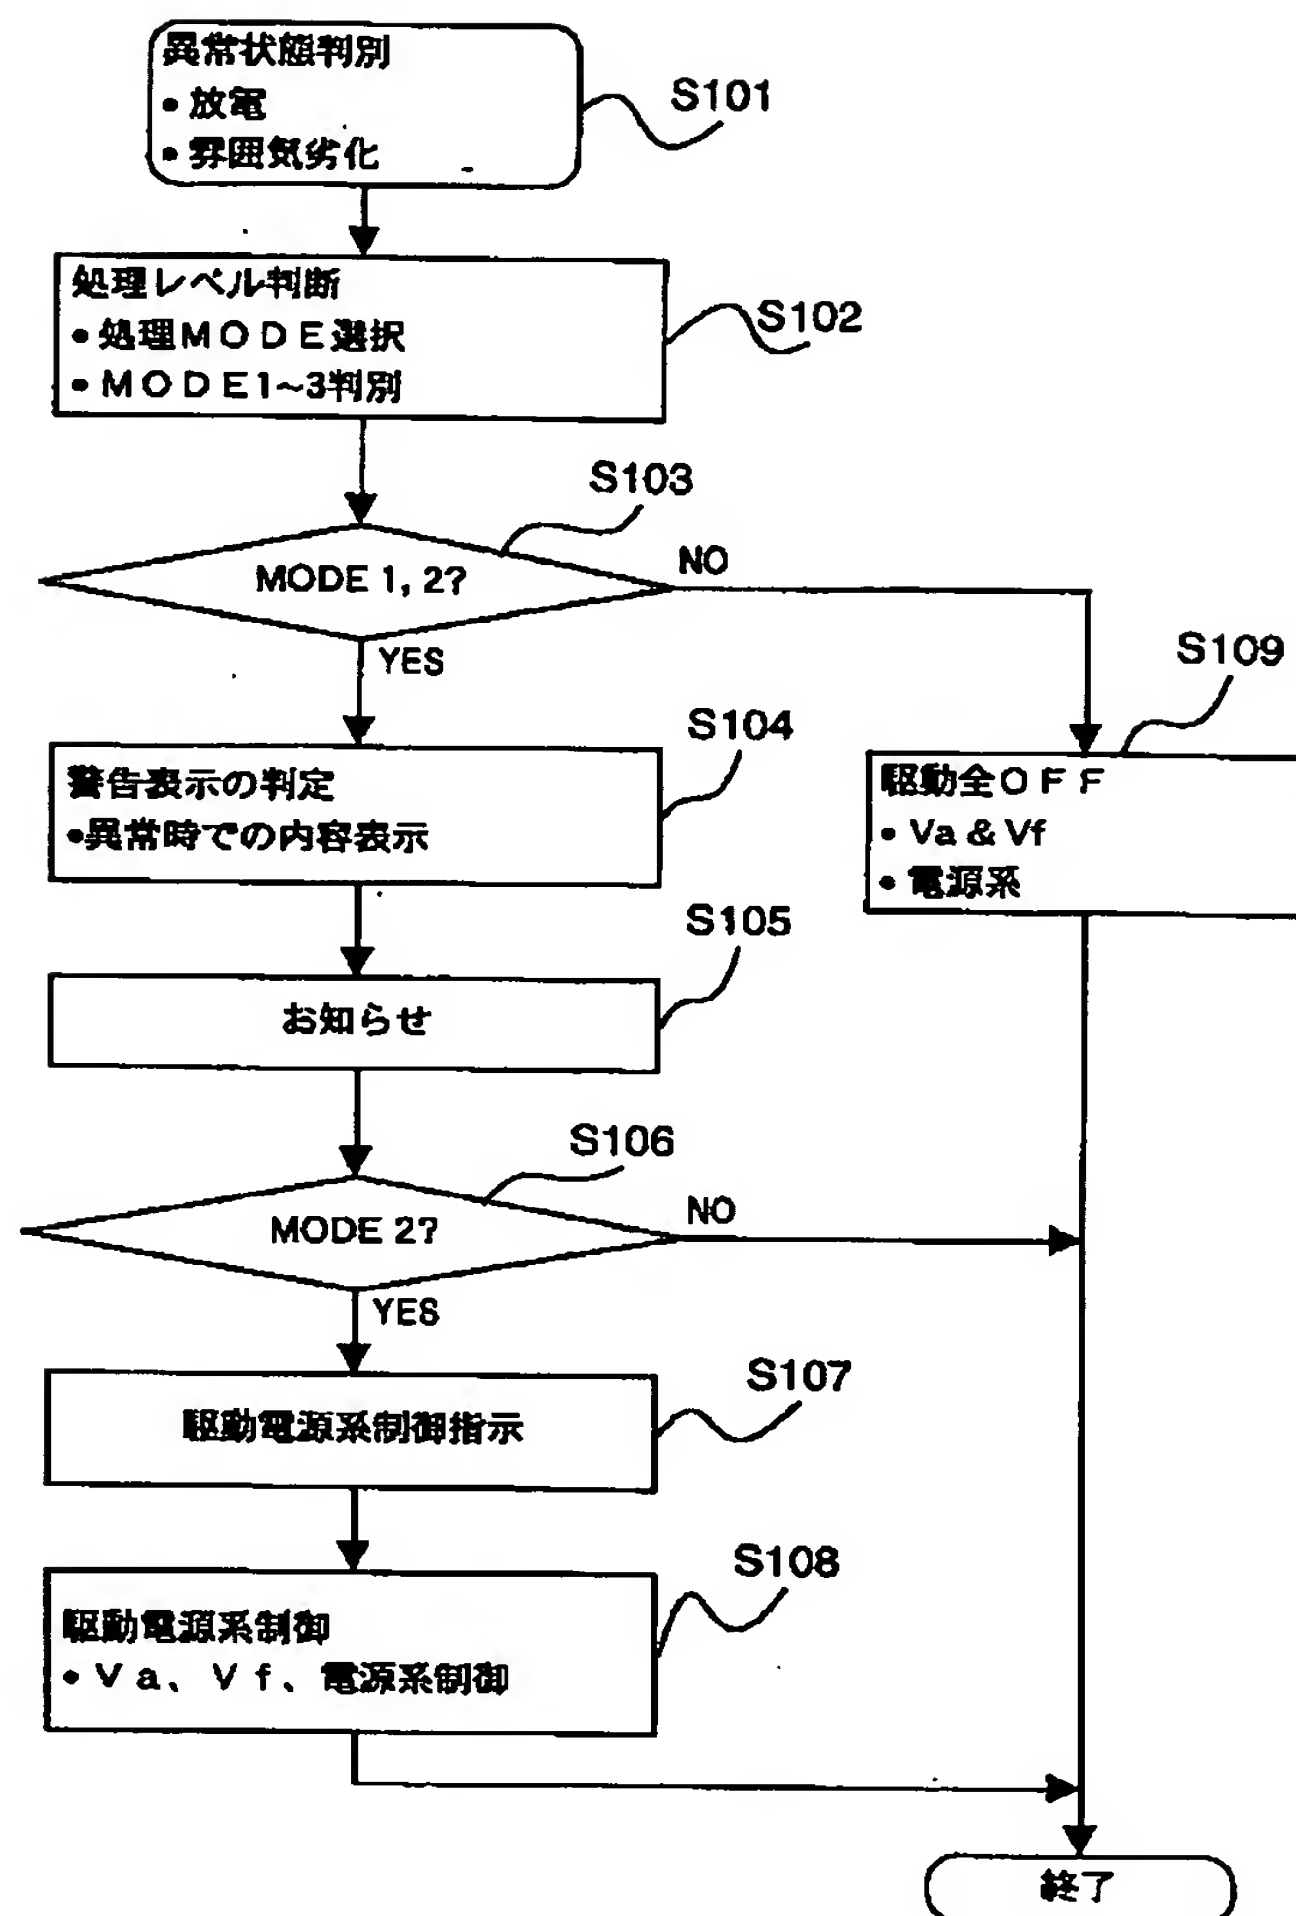 異常状態判別
• 放電
• 雰囲気劣化
S101
処理レベル判断
• 処理MODE選択
• MODE1~3判別
S102
S103
MODE 1, 2?
NO
YES
S109
S104
警告表示の判定
•異常時での内容表示
駆動全OFF
• Va & Vf
• 電源系
S105
お知らせ
S106
MODE 2?
NO
YES
S107
駆動電源系制御指示
S108
駆動電源系制御
• Va、Vf、電源系制御
終了